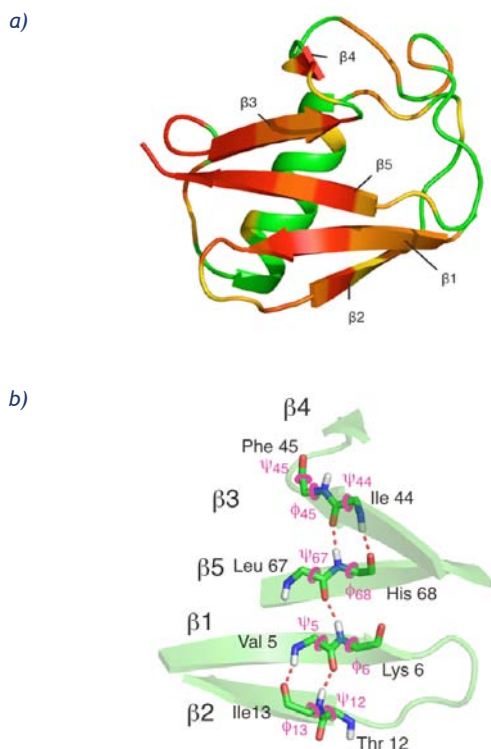 a)
β4
β3
β5
β1
β2
b)
β4
Phe 45
ψ45
ψ44
Ile 44
β3
ϕ45
β5
Leu 67
ψ67
ϕ68
His 68
β1
ψ5
Val 5
ϕ6
Lys 6
β2
Ile13
ψ12
ϕ13
Thr 12